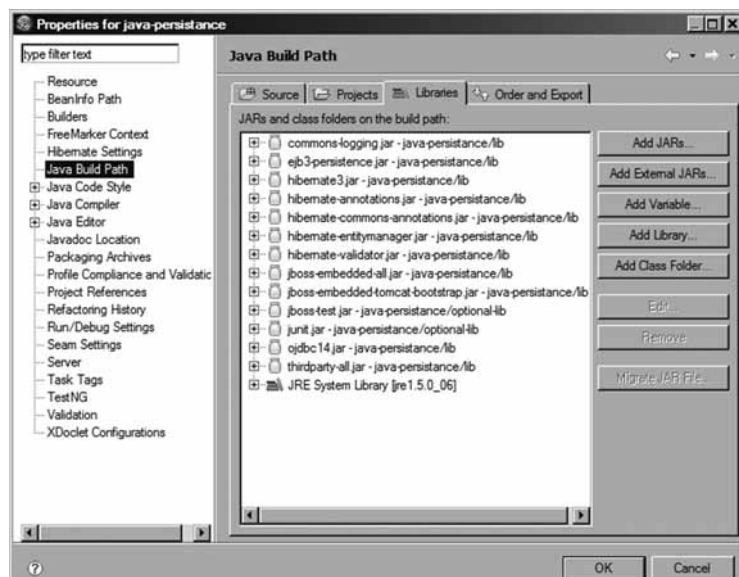 Properties for java-persistance
type filter text
Resource
BeanInfo Path
Builders
FreeMarker Context
Hibernate Settings
Java Build Path
Java Code Style
Java Compiler
Java Editor
Javadoc Location
Packaging Archives
Profile Compliance and Validatic
Project References
Refactoring History
Run/Debug Settings
Seam Settings
Server
Task Tags
TestNG
Validation
XDoclet Configurations
Java Build Path
Source
Projects
Libraries
Order and Export
JARs and class folders on the build path:
commons-logging.jar - java-persistance/lib
ejb3-persistence.jar - java-persistance/lib
hibernate3.jar - java-persistance/lib
hibernate-annotations.jar - java-persistance/lib
hibernate-commons-annotations.jar - java-persistance/lib
hibernate-entitymanager.jar - java-persistance/lib
hibernate-validator.jar - java-persistance/lib
jboss-embedded-all.jar - java-persistance/lib
jboss-embedded-tomcat-bootstrap.jar - java-persistance/lib
jboss-test.jar - java-persistance/optional-lib
junit.jar - java-persistance/optional-lib
ojdbc14.jar - java-persistance/lib
thirdparty-all.jar - java-persistance/lib
JRE System Library [jre1.5.0_06]
Add JARs...
Add External JARs...
Add Variable...
Add Library...
Add Class Folder...
Edit...
Remove
Migrate JAR File...
?
OK
Cancel